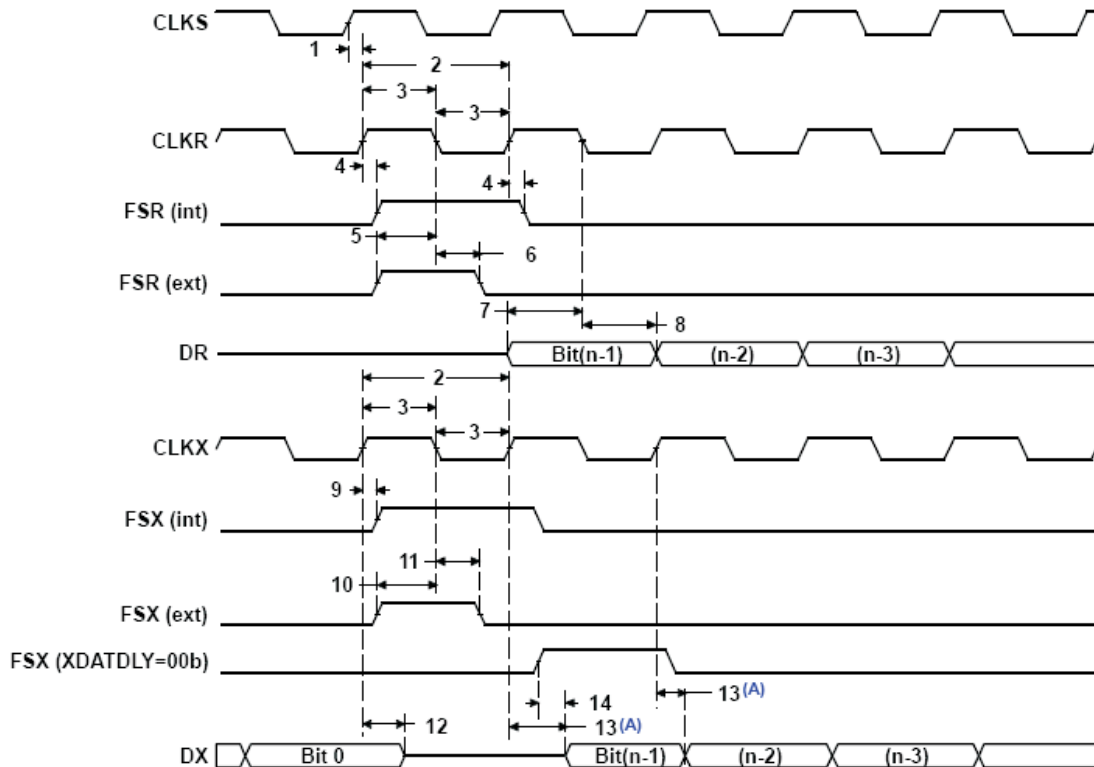 CLKS
1
2
3
3
CLKR
4
4
FSR (int)
5
6
FSR (ext)
7
8
DR
Bit(n-1)
(n-2)
(n-3)
2
3
3
CLKX
9
FSX (int)
11
10
FSX (ext)
FSX (XDATDLY=00b)
14
13(A)
12
13(A)
DX
Bit 0
Bit(n-1)
(n-2)
(n-3)